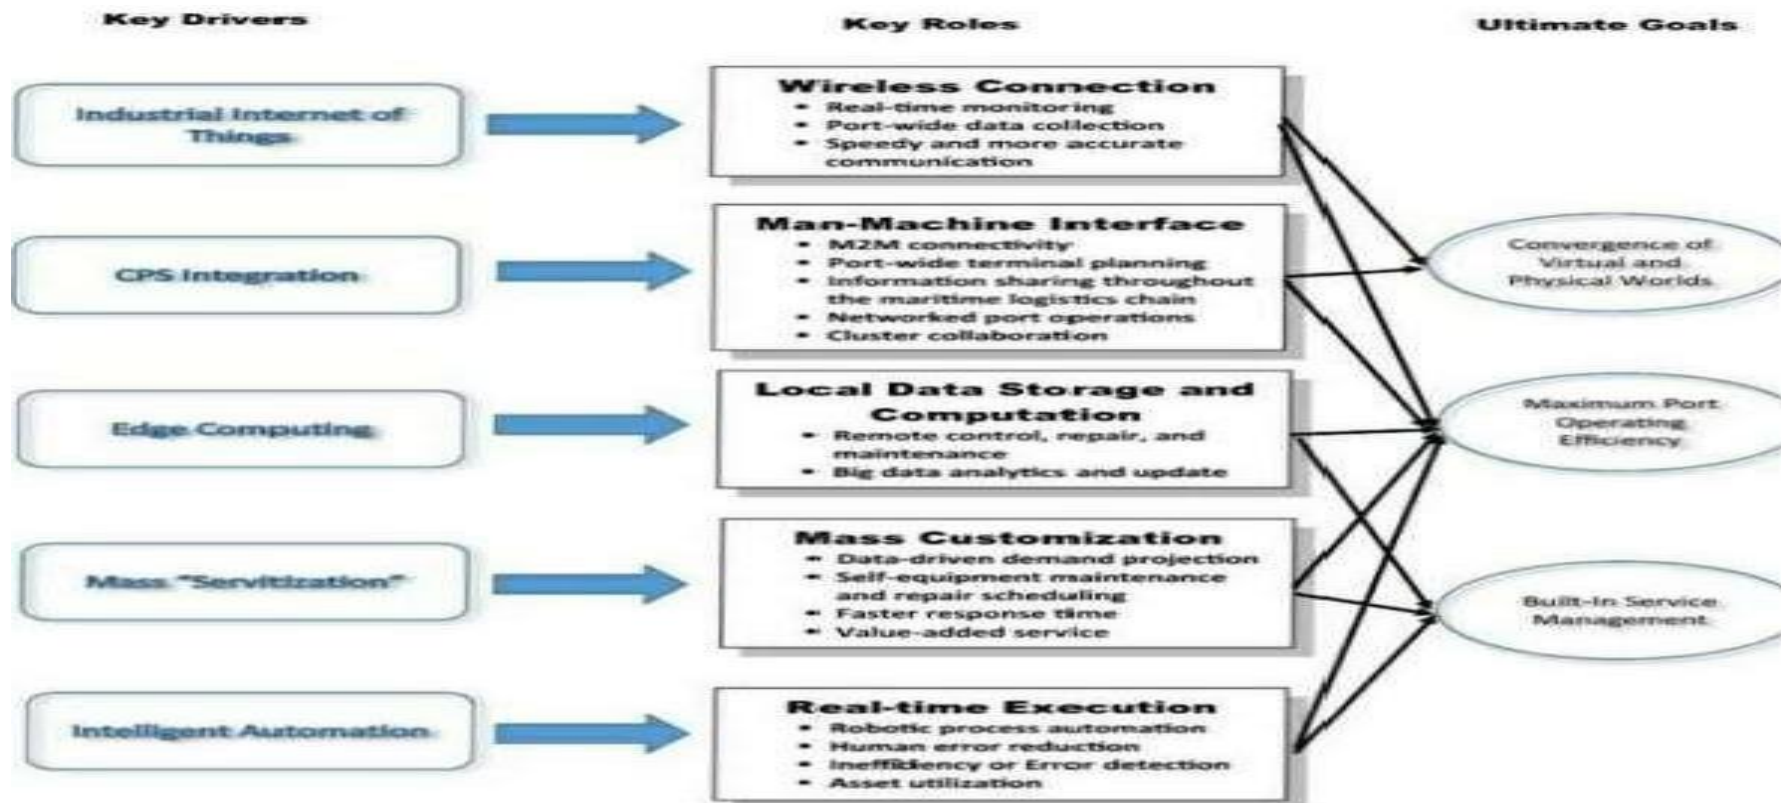 Key Drivers
Key Roles
Ultimate Goals
Industrial Internet of
Things
Wireless Connection
• Real-time monitoring
• Port-wide data collection
• Speedy and more accurate
communication
CPS Integration
Man-Machine Interface
• M2M connectivity
• Port-wide terminal planning
• Information sharing throughout
the maritime logistics chain
• Networked port operations
• Cluster collaboration
Convergence of
Virtual and
Physical Worlds
Edge Computing
Local Data Storage and
Computation
• Remote control, repair, and
maintenance
• Big data analytics and update
Maximum Port
Operating
Efficiency
Mass "Servitization"
Mass Customization
• Data-driven demand projection
• Self-equipment maintenance
and repair scheduling
• Faster response time
• Value-added service
Built-In Service
Management
Intelligent Automation
Real-time Execution
• Robotic process automation
• Human error reduction
• Inefficiency or Error detection
• Asset utilization